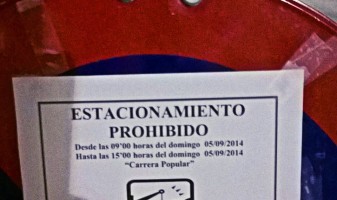 ESTACIONAMIENTO
PROHIBIDO
Desde las 09'00 horas del domingo 05/09/2014
Hasta las 15'00 horas del domingo 05/09/2014
"Carrera Popular"